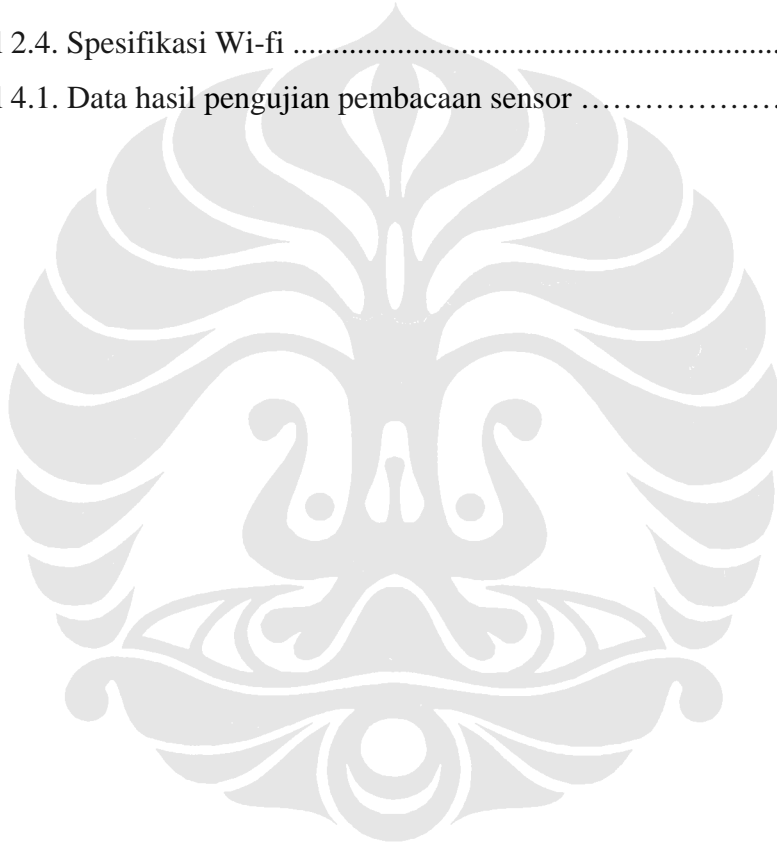 l 2.4. Spesifikasi Wi-fi ........................................................................
l 4.1. Data hasil pengujian pembacaan sensor …………………